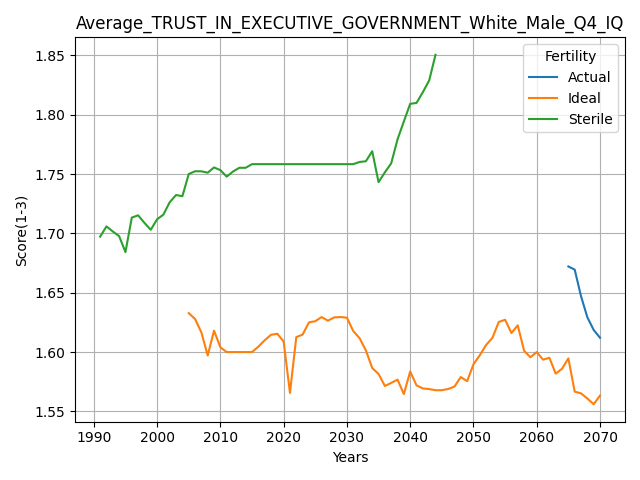 Average_TRUST_IN_EXECUTIVE_GOVERNMENT_White_Male_Q4_IQ
Fertility
Actual
Ideal
Sterile
Score(1-3)
1.85
1.80
1.75
1.70
1.65
1.60
1.55
1990 2000 2010 2020 2030 2040 2050 2060 2070
Years